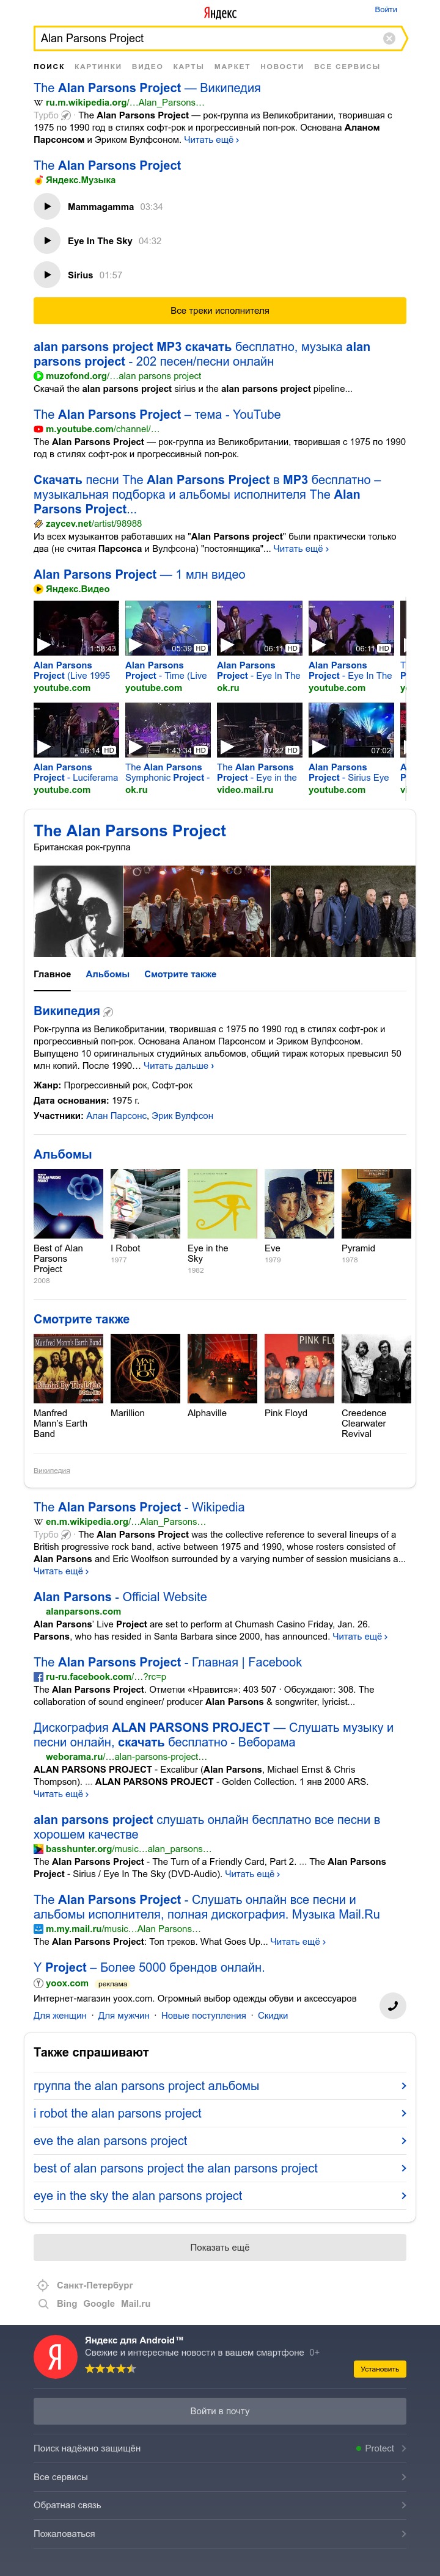 Яндекс
Войти
Alan Parsons Project
ПОИСК КАРТИНКИ ВИДЕО КАРТЫ МАРКЕТ НОВОСТИ ВСЕ СЕРВИСЫ
The Alan Parsons Project — Википедия
W ru.m.wikipedia.org/…Alan_Parsons…
Турбо · The Alan Parsons Project — рок-группа из Великобритании, творившая с
1975 по 1990 год в стилях софт-рок и прогрессивный поп-рок. Основана Аланом
Парсонсом и Эриком Вулфсоном. Читать ещё ›
The Alan Parsons Project
Яндекс.Музыка
Mammagamma 03:34
Eye In The Sky 04:32
Sirius 01:57
Все треки исполнителя
alan parsons project MP3 скачать бесплатно, музыка alan
parsons project - 202 песен/песни онлайн
muzofond.org/…alan parsons project
Скачай the alan parsons project sirius и the alan parsons project pipeline...
The Alan Parsons Project – тема - YouTube
m.youtube.com/channel/…
The Alan Parsons Project — рок-группа из Великобритании, творившая с 1975 по 1990
год в стилях софт-рок и прогрессивный поп-рок.
Скачать песни The Alan Parsons Project в MP3 бесплатно –
музыкальная подборка и альбомы исполнителя The Alan
Parsons Project...
zaycev.net/artist/98988
Из всех музыкантов работавших на "Alan Parsons project" были практически только
два (не считая Парсонса и Вулфсона) "постоянщика"... Читать ещё ›
Alan Parsons Project — 1 млн видео
Яндекс.Видео
1:58:43 05:39 HD 06:11 HD 06:11 HD
Alan Parsons Alan Parsons Alan Parsons Alan Parsons T
Project (Live 1995 Project - Time (Live Project - Eye In The Project - Eye In The P
youtube.com youtube.com ok.ru youtube.com y
06:14 HD 1:43:34 HD 07:22 HD 07:02
Alan Parsons The Alan Parsons The Alan Parsons Alan Parsons A
Project - Luciferama Symphonic Project - Project - Eye in the Project - Sirius Eye P
youtube.com ok.ru video.mail.ru youtube.com vi
The Alan Parsons Project
Британская рок-группа
Главное Альбомы Смотрите также
Википедия
Рок-группа из Великобритании, творившая с 1975 по 1990 год в стилях софт-рок и
прогрессивный поп-рок. Основана Аланом Парсонсом и Эриком Вулфсоном.
Выпущено 10 оригинальных студийных альбомов, общий тираж которых превысил 50
млн копий. После 1990… Читать дальше ›
Жанр: Прогрессивный рок, Софт-рок
Дата основания: 1975 г.
Участники: Алан Парсонс, Эрик Вулфсон
Альбомы
EVE
Best of Alan I Robot Eye in the Eve Pyramid
Parsons 1977 Sky 1979 1978
Project 1982
2008
Смотрите также
Manfred Mann's Earth Band
PINK FLO
Manfred Marillion Alphaville Pink Floyd Creedence
Mann's Earth Clearwater
Band Revival
Википедия
The Alan Parsons Project - Wikipedia
W en.m.wikipedia.org/…Alan_Parsons…
Турбо · The Alan Parsons Project was the collective reference to several lineups of a
British progressive rock band, active between 1975 and 1990, whose rosters consisted of
Alan Parsons and Eric Woolfson surrounded by a varying number of session musicians a...
Читать ещё ›
Alan Parsons - Official Website
alanparsons.com
Alan Parsons' Live Project are set to perform at Chumash Casino Friday, Jan. 26.
Parsons, who has resided in Santa Barbara since 2000, has announced. Читать ещё ›
The Alan Parsons Project - Главная | Facebook
ru-ru.facebook.com/…?rc=p
The Alan Parsons Project. Отметки «Нравится»: 403 507 · Обсуждают: 308. The
collaboration of sound engineer/ producer Alan Parsons & songwriter, lyricist...
Дискография ALAN PARSONS PROJECT — Слушать музыку и
песни онлайн, скачать бесплатно - Веборама
weborama.ru/…alan-parsons-project…
ALAN PARSONS PROJECT - Excalibur (Alan Parsons, Michael Ernst & Chris
Thompson). ... ALAN PARSONS PROJECT - Golden Collection. 1 янв 2000 ARS.
Читать ещё ›
alan parsons project слушать онлайн бесплатно все песни в
хорошем качестве
basshunter.org/music…alan_parsons…
The Alan Parsons Project - The Turn of a Friendly Card, Part 2. ... The Alan Parsons
Project - Sirius / Eye In The Sky (DVD-Audio). Читать ещё ›
The Alan Parsons Project - Слушать онлайн все песни и
альбомы исполнителя, полная дискография. Музыка Mail.Ru
m.my.mail.ru/music…Alan Parsons…
The Alan Parsons Project: Топ треков. What Goes Up... Читать ещё ›
Y Project – Более 5000 брендов онлайн.
yoox.com реклама
Интернет-магазин yoox.com. Огромный выбор одежды обуви и аксессуаров
Для женщин · Для мужчин · Новые поступления · Скидки
Также спрашивают
группа the alan parsons project альбомы
i robot the alan parsons project
eve the alan parsons project
best of alan parsons project the alan parsons project
eye in the sky the alan parsons project
Показать ещё
Санкт-Петербург
Bing Google Mail.ru
Я
Яндекс для Android™
Свежие и интересные новости в вашем смартфоне 0+
Установить
Войти в почту
Поиск надёжно защищён Protect
Все сервисы
Обратная связь
Пожаловаться